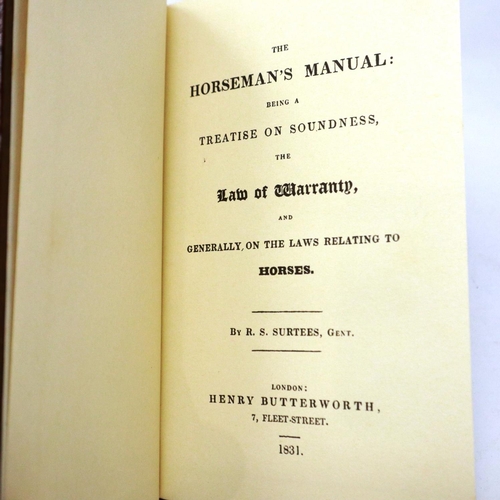 THE
HORSEMAN'S MANUAL:
BEING A
TREATISE ON SOUNDNESS,
THE
Law of Warranty,
AND
GENERALLY, ON THE LAWS RELATING TO
HORSES.
BY R. S. SURTEES, GENT.
LONDON:
HENRY BUTTERWORTH,
7, FLEET-STREET.
1831.